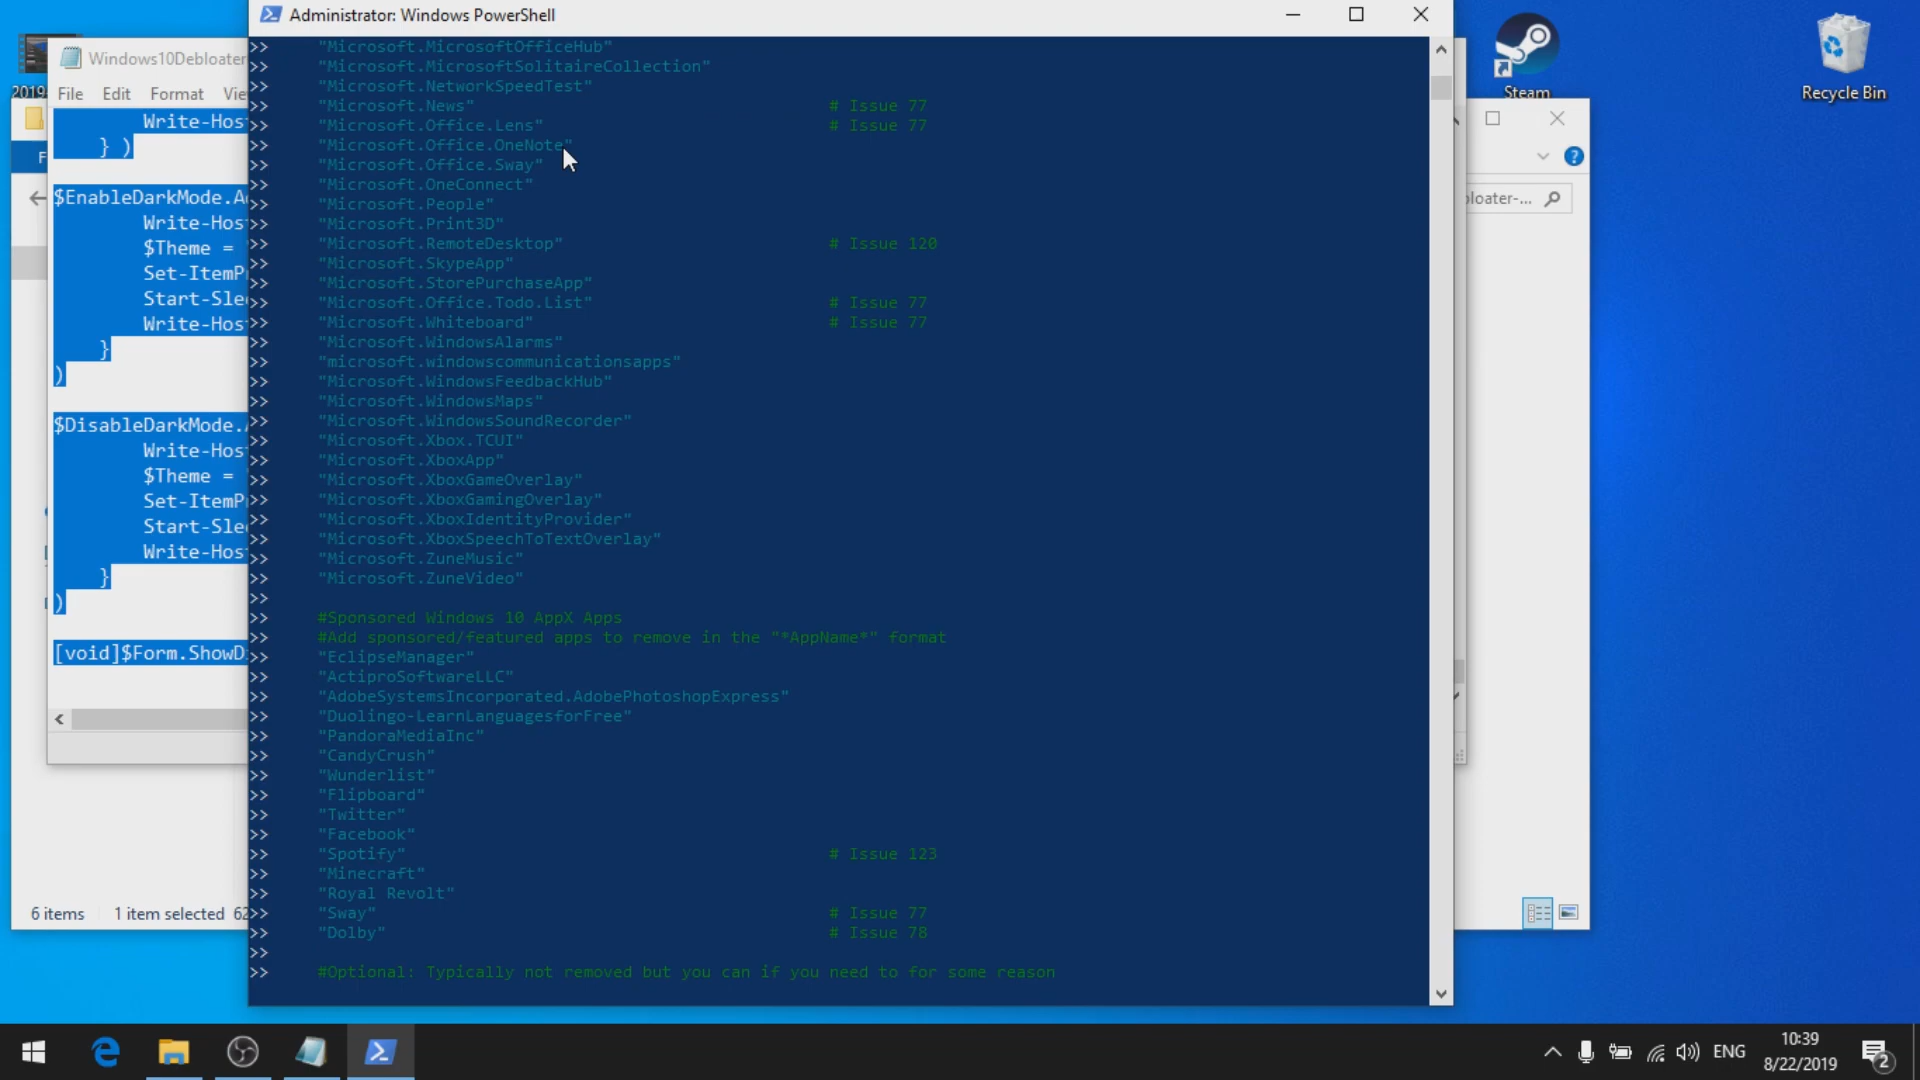 Administrator: Windows PowerShell
Windows10Debloater
File Edit Format Vie
Write-Hos
} )
$EnableDarkMode.A
Write-Hos
$Theme =
Set-ItemP
Start-Sle
Write-Hos
}
)
$DisableDarkMode.
Write-Hos
$Theme =
Set-ItemP
Start-Sle
Write-Hos
}
)
[void]$Form.ShowD
6 items 1 item selected 62
>> "Microsoft.MicrosoftOfficeHub"
>> "Microsoft.MicrosoftSolitaireCollection"
>> "Microsoft.NetworkSpeedTest"
>> "Microsoft.News" # Issue 77
>> "Microsoft.Office.Lens" # Issue 77
>> "Microsoft.Office.OneNote"
>> "Microsoft.Office.Sway"
>> "Microsoft.OneConnect"
>> "Microsoft.People"
>> "Microsoft.Print3D"
>> "Microsoft.RemoteDesktop" # Issue 120
>> "Microsoft.SkypeApp"
>> "Microsoft.StorePurchaseApp"
>> "Microsoft.Office.Todo.List" # Issue 77
>> "Microsoft.Whiteboard" # Issue 77
>> "Microsoft.WindowsAlarms"
>> "microsoft.windowscommunicationsapps"
>> "Microsoft.WindowsFeedbackHub"
>> "Microsoft.WindowsMaps"
>> "Microsoft.WindowsSoundRecorder"
>> "Microsoft.Xbox.TCUI"
>> "Microsoft.XboxApp"
>> "Microsoft.XboxGameOverlay"
>> "Microsoft.XboxGamingOverlay"
>> "Microsoft.XboxIdentityProvider"
>> "Microsoft.XboxSpeechToTextOverlay"
>> "Microsoft.ZuneMusic"
>> "Microsoft.ZuneVideo"
>>
>> #Sponsored Windows 10 AppX Apps
>> #Add sponsored/featured apps to remove in the "*AppName*" format
>> "EclipseManager"
>> "ActiproSoftwareLLC"
>> "AdobeSystemsIncorporated.AdobePhotoshopExpress"
>> "Duolingo-LearnLanguagesforFree"
>> "PandoraMediaInc"
>> "CandyCrush"
>> "Wunderlist"
>> "Flipboard"
>> "Twitter"
>> "Facebook"
>> "Spotify" # Issue 123
>> "Minecraft"
>> "Royal Revolt"
>> "Sway" # Issue 77
>> "Dolby" # Issue 78
>>
>> #Optional: Typically not removed but you can if you need to for some reason
Steam
Recycle Bin
bloater-...
2019
F
ENG
10:39
8/22/2019
2